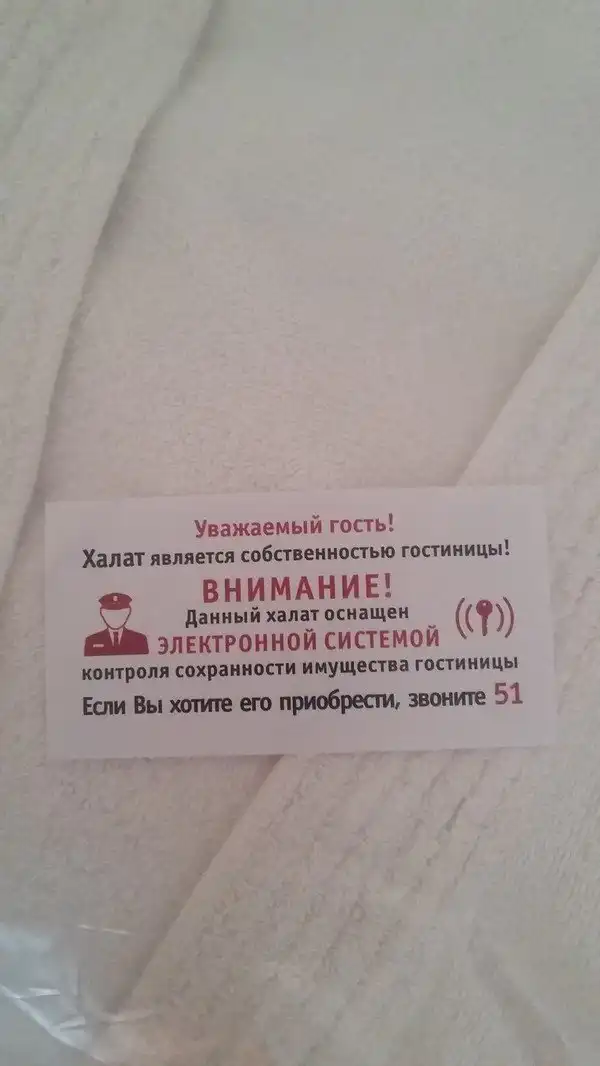 Уважаемый гость!
Халат является собственностью гостиницы!
ВНИМАНИЕ!
Данный халат оснащен
ЭЛЕКТРОННОЙ СИСТЕМОЙ
контроля сохранности имущества гостиницы
Если Вы хотите его приобрести, звоните 51